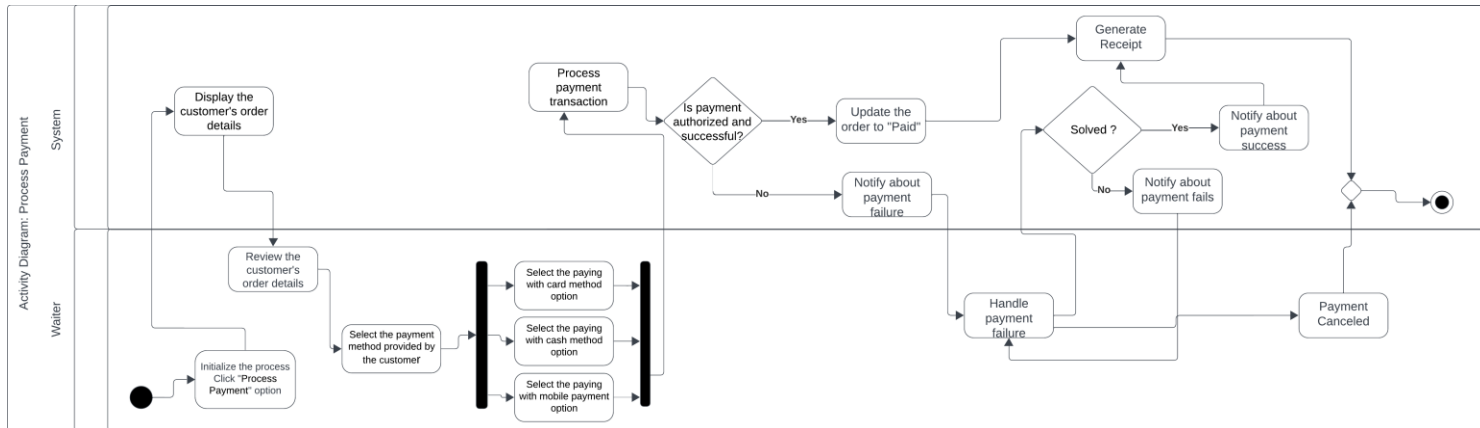 Activity Diagram: Process Payment
System
Waiter
Initialize the process
Click "Process
Payment" option
Display the
customer's order
details
Review the
customer's
order details
Select the payment
method provided by
the customer
Select the paying
with card method
option
Select the paying
with cash method
option
Select the paying
with mobile payment
option
Process
payment
transaction
Is payment
authorized and
successful?
Yes
No
Update the
order to "Paid"
Notify about
payment
failure
Handle
payment
failure
Solved ?
Yes
No
Notify about
payment
success
Notify about
payment fails
Generate
Receipt
Payment
Canceled